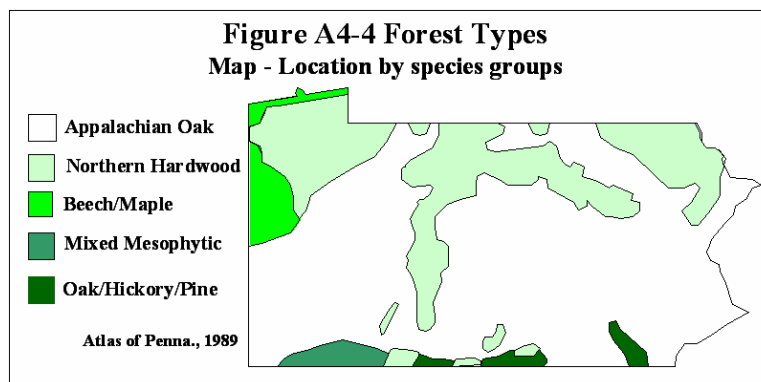 Figure A4-4 Forest Types
Map - Location by species groups
Appalachian Oak
Northern Hardwood
Beech/Maple
Mixed Mesophytic
Oak/Hickory/Pine
Atlas of Penna., 1989